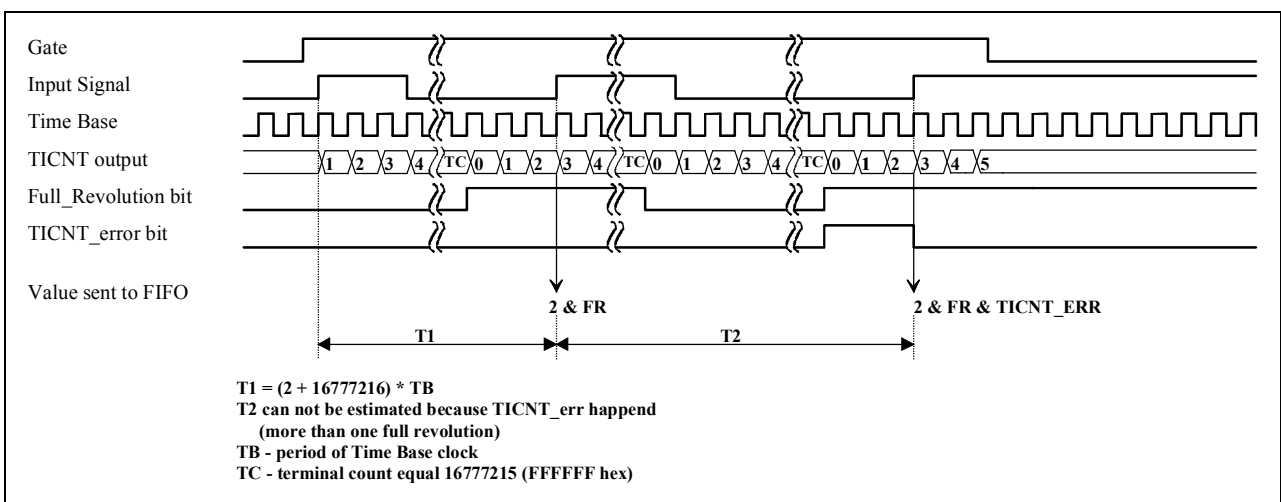 Gate
Input Signal
Time Base
TICNT output 1 2 3 4 TC 0 1 2 3 4 TC 0 1 2 3 4 TC 0 1 2 3 4 5
Full_Revolution bit
TICNT_error bit
Value sent to FIFO
2 & FR 2 & FR & TICNT_ERR
T1 T2
T1 = (2 + 16777216) * TB
T2 can not be estimated because TICNT_err happend
(more than one full revolution)
TB - period of Time Base clock
TC - terminal count equal 16777215 (FFFFFF hex)